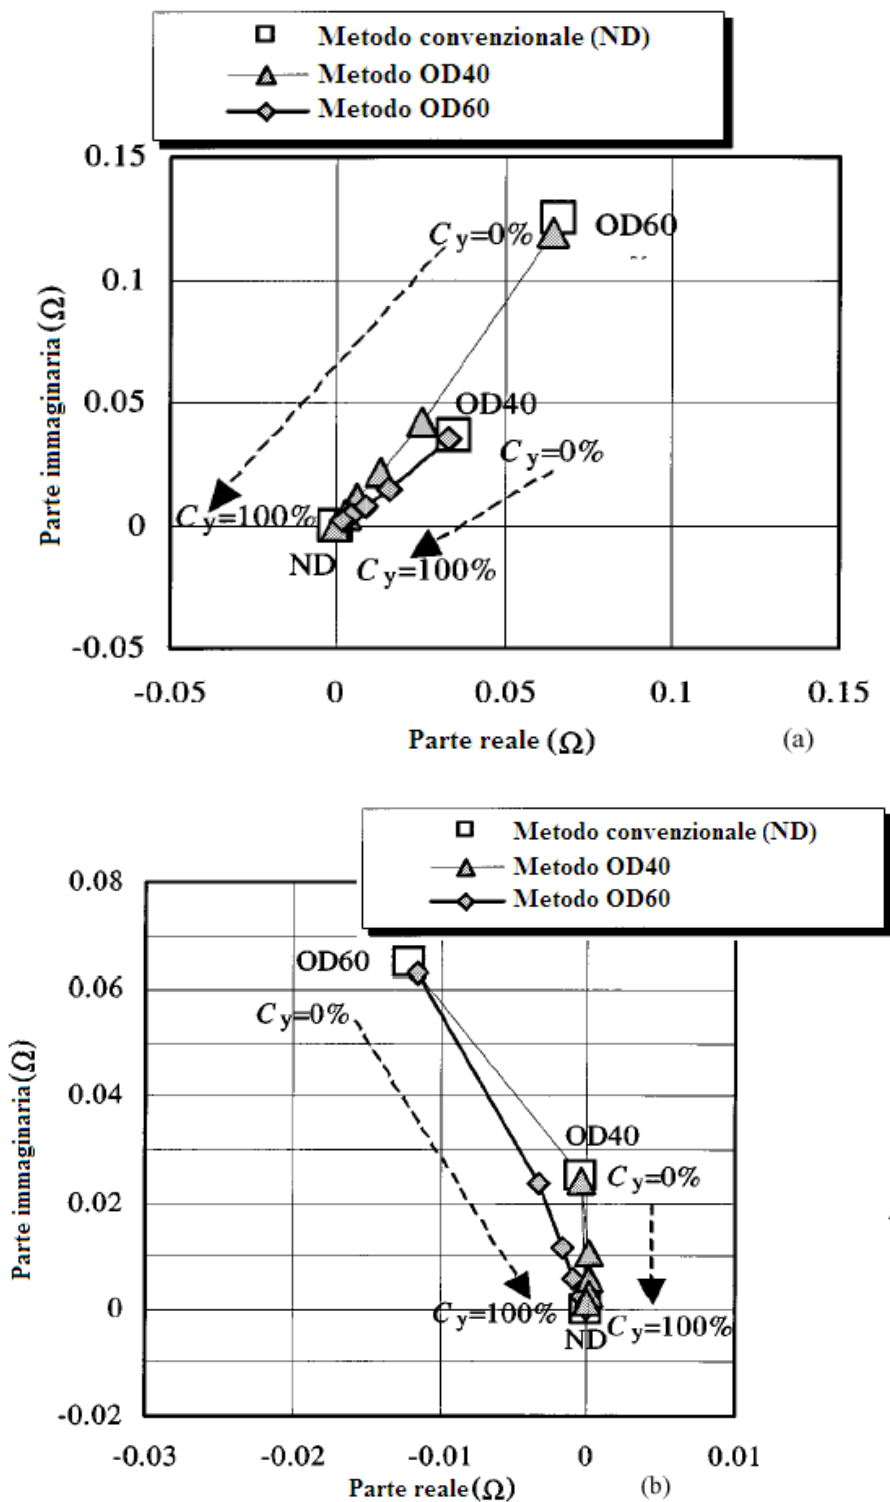 Metodo convenzionale (ND)
Metodo OD40
Metodo OD60
0.15
0.1
0.05
0
-0.05
Parte immaginaria (Ω)
C y=0%
OD60
OD40
C y=0%
C y=100%
ND
C y=100%
-0.05 0 0.05 0.1 0.15
Parte reale (Ω) (a)
Metodo convenzionale (ND)
Metodo OD40
Metodo OD60
0.08
0.06
0.04
0.02
0
-0.02
Parte immaginaria(Ω)
OD60
C y=0%
OD40
C y=0%
C y=100%
ND
C y=100%
-0.03 -0.02 -0.01 0 0.01
Parte reale(Ω) (b)